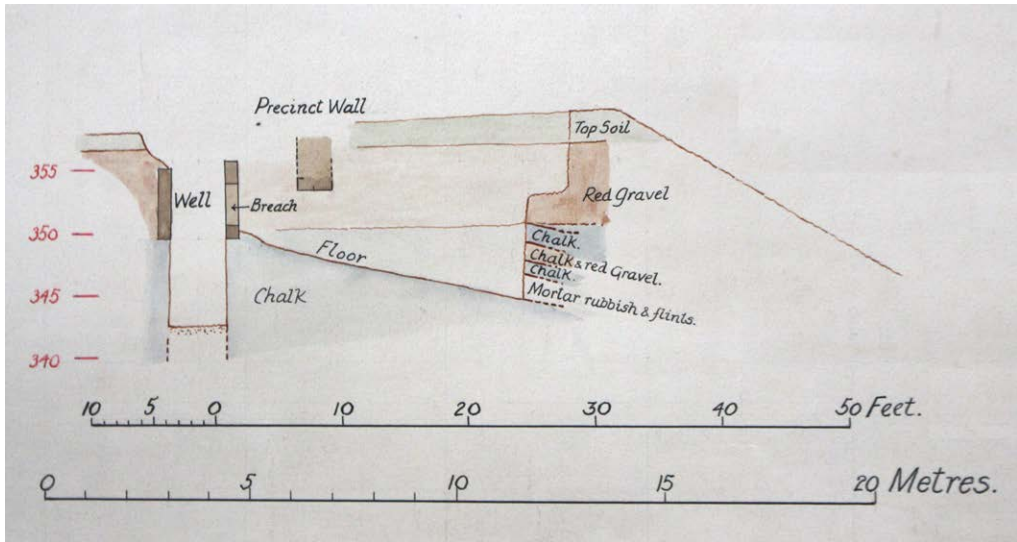 Precinct Wall
Top Soil
355
Well
Breach
Red Gravel
350
Chalk.
Floor
Chalk & red Gravel.
Chalk.
345
Chalk
Mortar rubbish & flints.
340
10 5 0 10 20 30 40 50 Feet.
0 5 10 15 20 Metres.